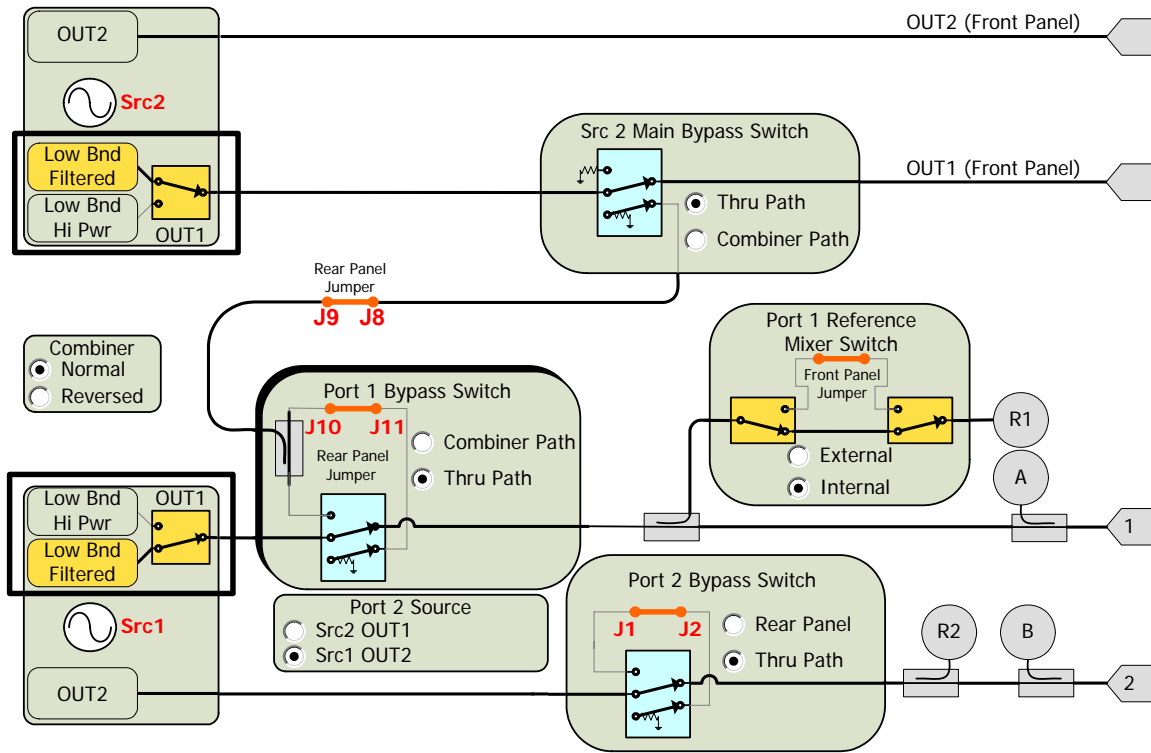 OUT2
OUT2 (Front Panel)
Src2
Low Bnd
Filtered
Low Bnd
Hi Pwr
OUT1
Src 2 Main Bypass Switch
Thru Path
Combiner Path
OUT1 (Front Panel)
Rear Panel
Jumper
J9 J8
Combiner
Normal
Reversed
Port 1 Bypass Switch
J10 J11
Rear Panel
Jumper
Combiner Path
Thru Path
Port 1 Reference
Mixer Switch
Front Panel
Jumper
External
Internal
R1
A
1
Low Bnd
Hi Pwr
OUT1
Low Bnd
Filtered
Src1
OUT2
Port 2 Source
Src2 OUT1
Src1 OUT2
Port 2 Bypass Switch
J1 J2
Rear Panel
Thru Path
R2
B
2